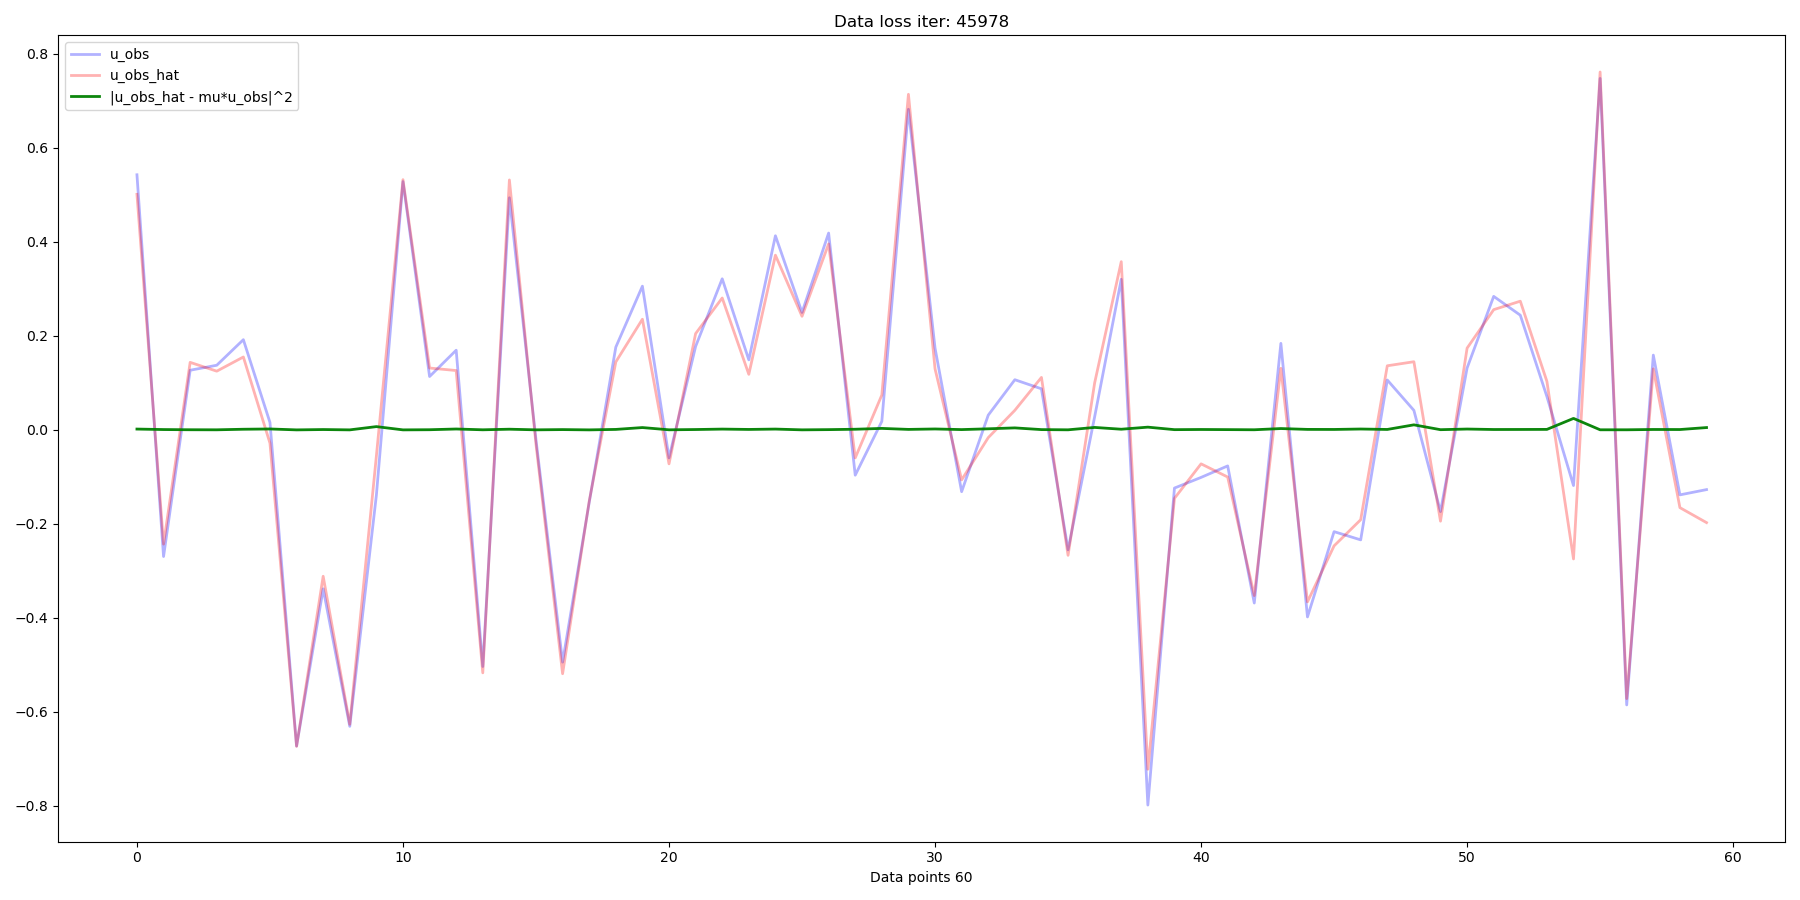 Data loss iter: 45978
u_obs
u_obs_hat
|u_obs_hat - mu*u_obs|^2
0.8
0.6
0.4
0.2
0.0
−0.2
−0.4
−0.6
−0.8
0 10 20 30 40 50 60
Data points 60